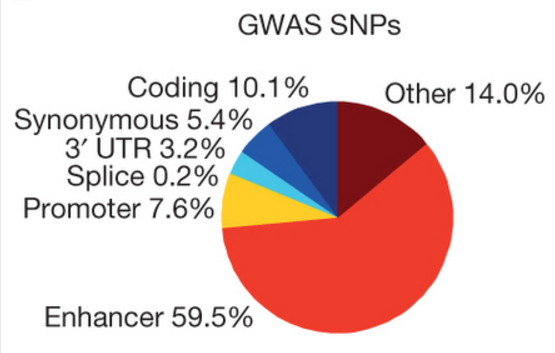 GWAS SNPs
Coding 10.1%
Other 14.0%
Synonymous 5.4%
3′ UTR 3.2%
Splice 0.2%
Promoter 7.6%
Enhancer 59.5%